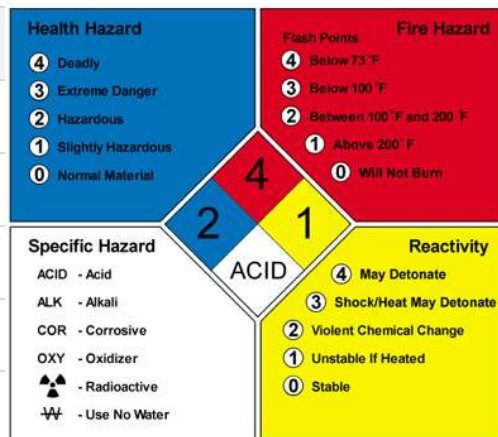 Health Hazard
4 Deadly
3 Extreme Danger
2 Hazardous
1 Slightly Hazardous
0 Normal Material
Fire Hazard
Flash Points
4 Below 73°F
3 Below 100°F
2 Between 100°F and 200°F
1 Above 200°F
0 Will Not Burn
4
2
1
ACID
Specific Hazard
ACID - Acid
ALK - Alkali
COR - Corrosive
OXY - Oxidizer
- Radioactive
W - Use No Water
Reactivity
4 May Detonate
3 Shock/Heat May Detonate
2 Violent Chemical Change
1 Unstable If Heated
0 Stable